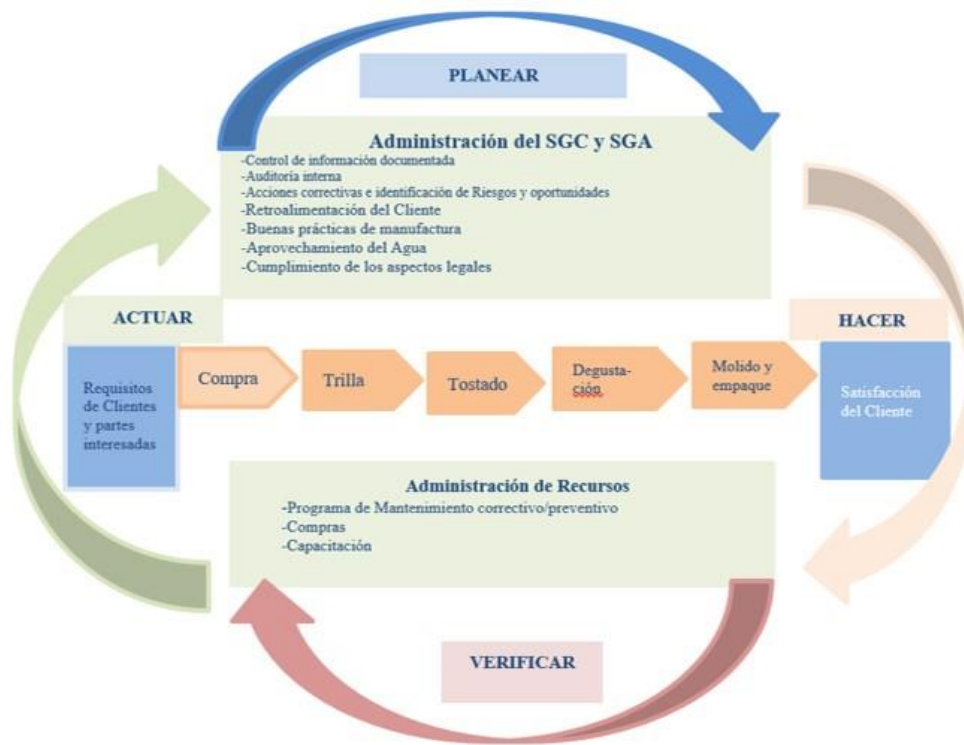 PLANEAR
Administración del SGC y SGA
-Control de información documentada
-Auditoría interna
-Acciones correctivas e identificación de Riesgos y oportunidades
-Retroalimentación del Cliente
-Buenas prácticas de manufactura
-Aprovechamiento del Agua
-Cumplimiento de los aspectos legales
ACTUAR
HACER
Requisitos
de Clientes
y partes
interesadas
Compra
Trilla
Tostado
Degusta-
ción
Molido y
empaque
Satisfacción
del Cliente
Administración de Recursos
-Programa de Mantenimiento correctivo/preventivo
-Compras
-Capacitación
VERIFICAR